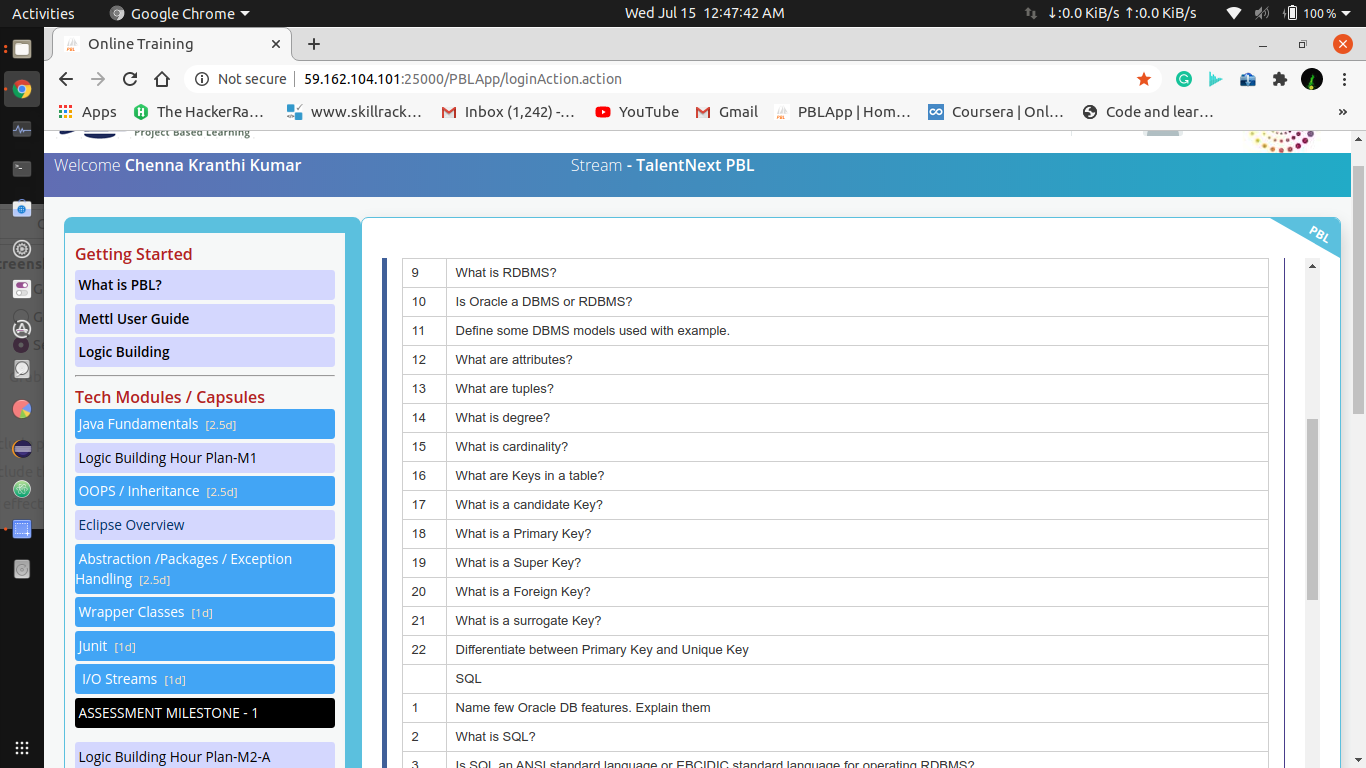 Activities
Google Chrome
Wed Jul 15 12:47:42 AM
↓:0.0 KiB/s ↑:0.0 KiB/s
100 %
Online Training
Not secure
59.162.104.101:25000/PBLApp/loginAction.action
Apps
The HackerRa...
www.skillrack...
Inbox (1,242) -...
YouTube
Gmail
PBLApp | Hom...
Coursera | Onl...
Code and lear...
»
Project Based Learning
Welcome Chenna Kranthi Kumar
Stream - TalentNext PBL
PBL
Getting Started
What is PBL?
Mettl User Guide
Logic Building
Tech Modules / Capsules
Java Fundamentals [2.5d]
Logic Building Hour Plan-M1
OOPS / Inheritance [2.5d]
Eclipse Overview
Abstraction /Packages / Exception
Handling [2.5d]
Wrapper Classes [1d]
Junit [1d]
I/O Streams [1d]
ASSESSMENT MILESTONE - 1
Logic Building Hour Plan-M2-A
9 What is RDBMS?
10 Is Oracle a DBMS or RDBMS?
11 Define some DBMS models used with example.
12 What are attributes?
13 What are tuples?
14 What is degree?
15 What is cardinality?
16 What are Keys in a table?
17 What is a candidate Key?
18 What is a Primary Key?
19 What is a Super Key?
20 What is a Foreign Key?
21 What is a surrogate Key?
22 Differentiate between Primary Key and Unique Key
SQL
1 Name few Oracle DB features. Explain them
2 What is SQL?
3 Is SQL an ANSI standard language or EBCIDIC standard language for operating RDBMS?